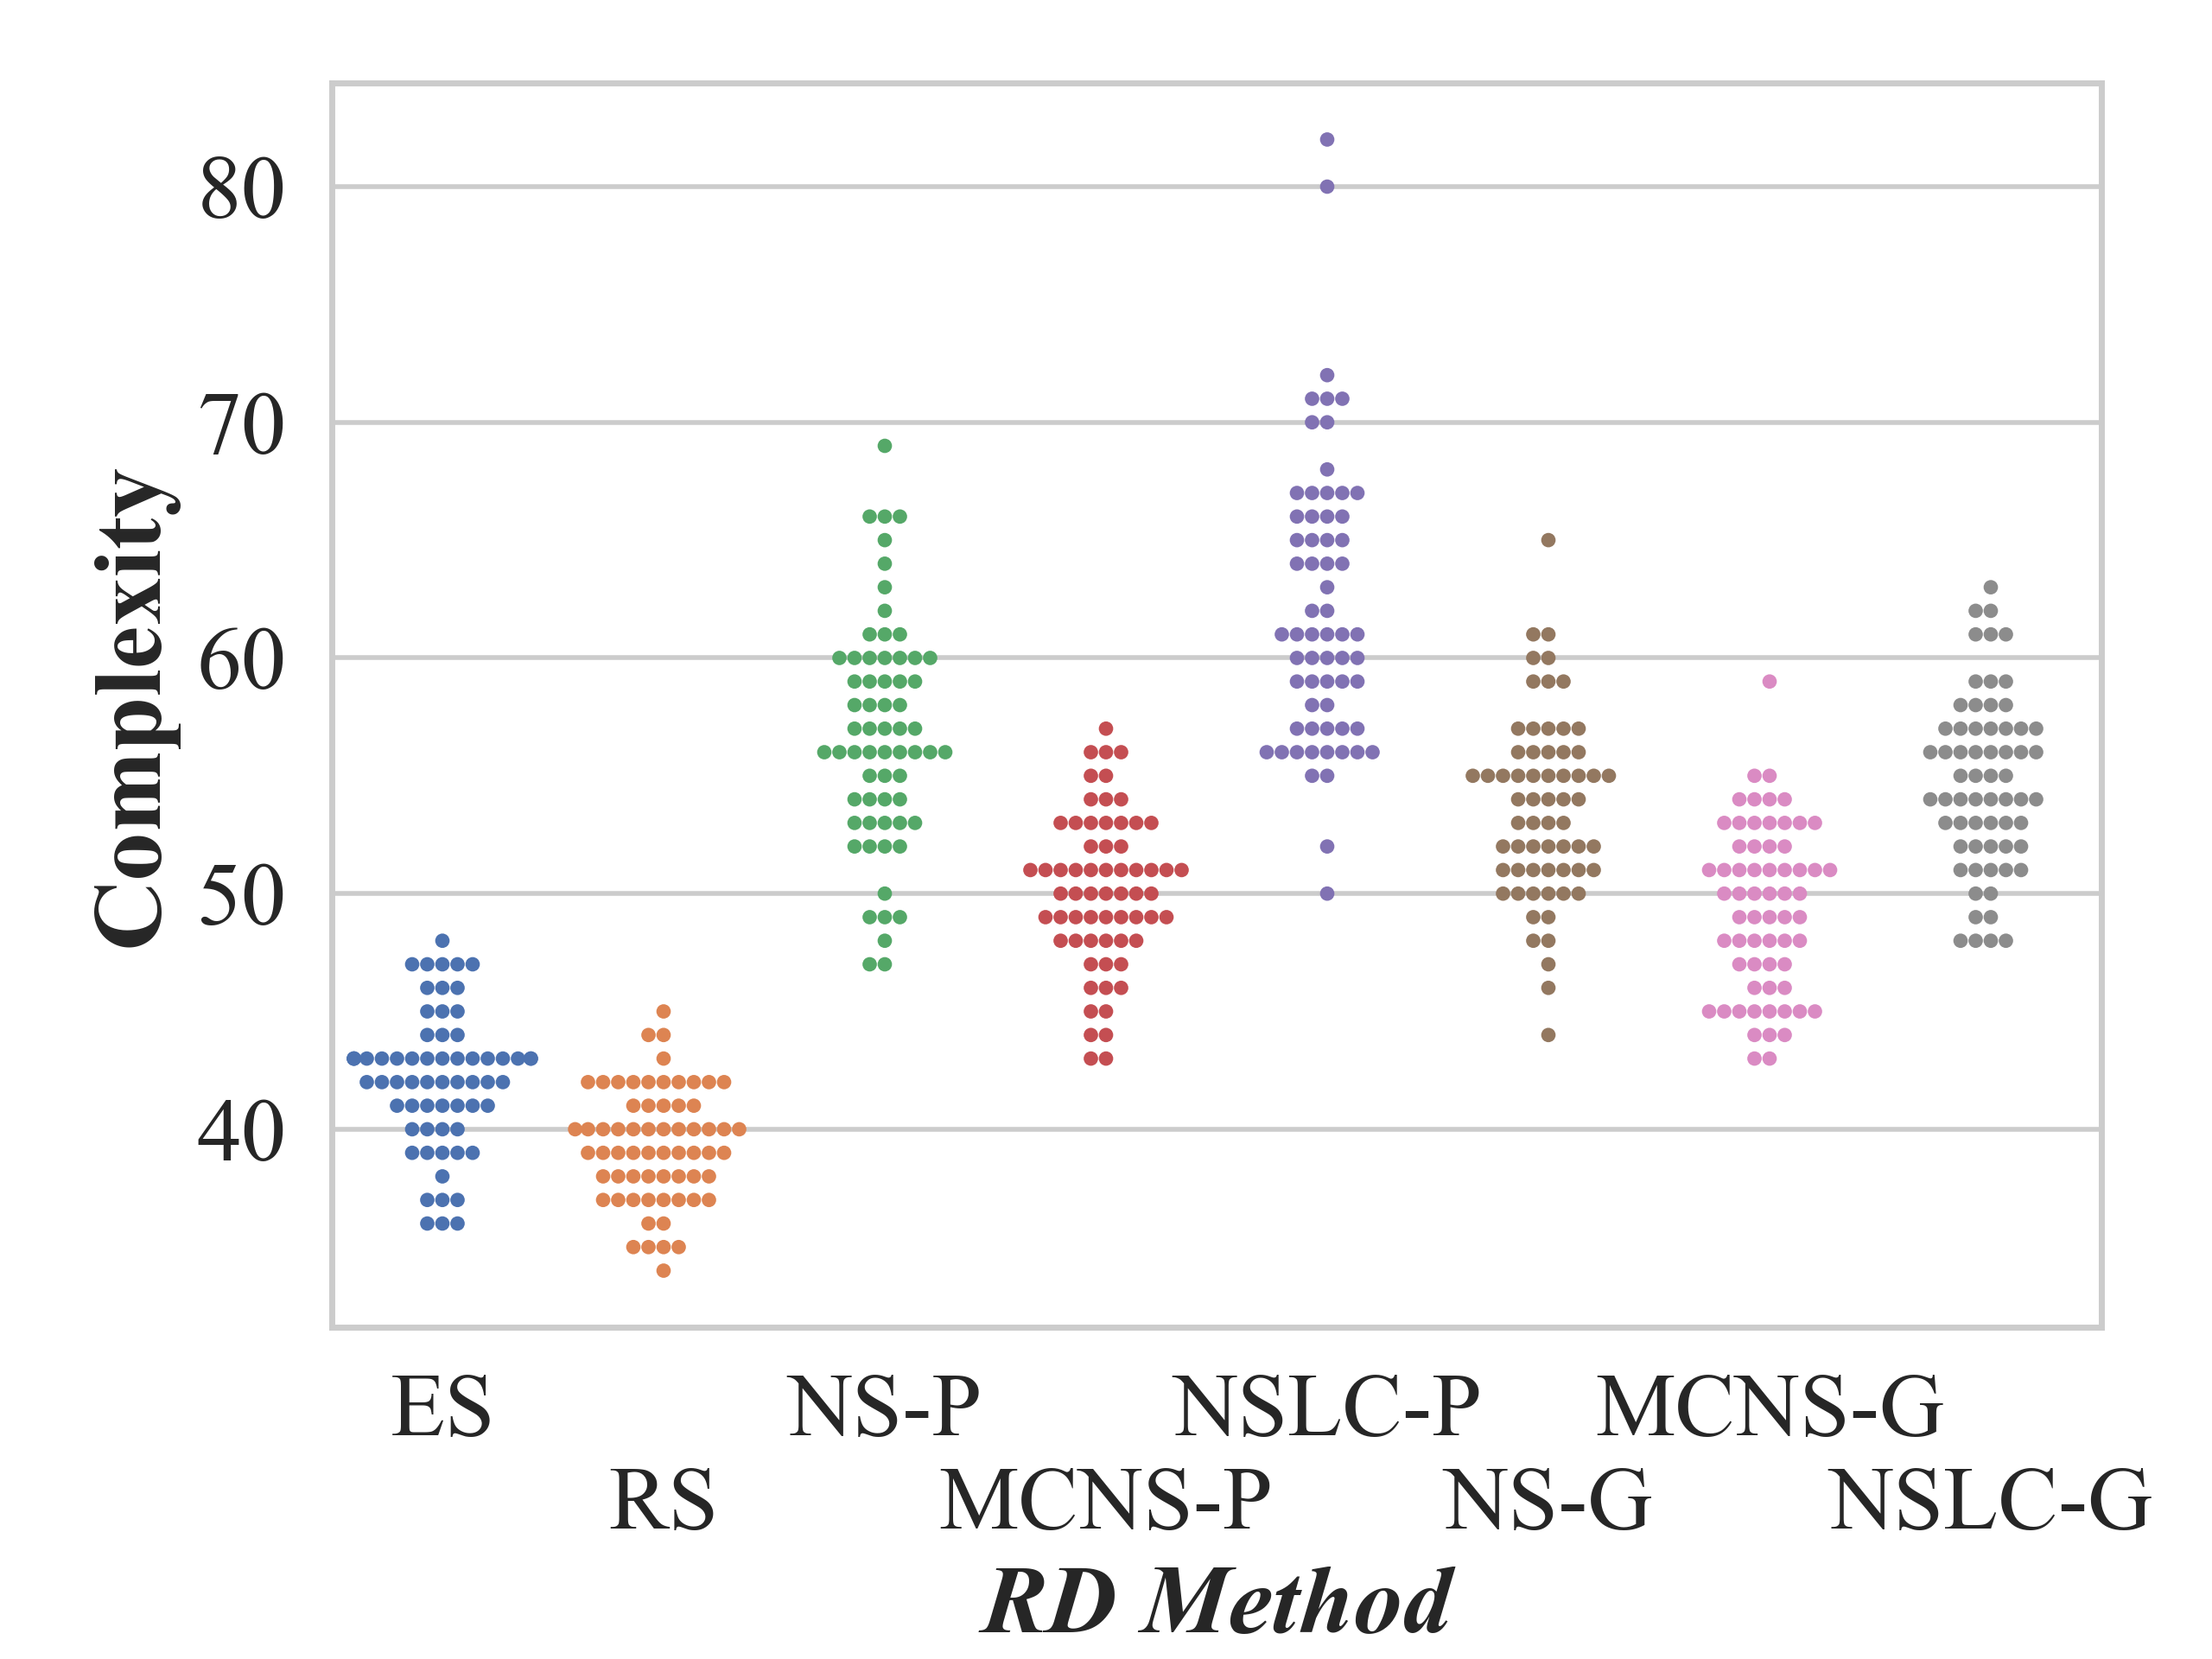 80
70
60
50
40
Complexity
ES NS-P NSLC-P MCNS-G
RS MCNS-P NS-G NSLC-G
RD Method